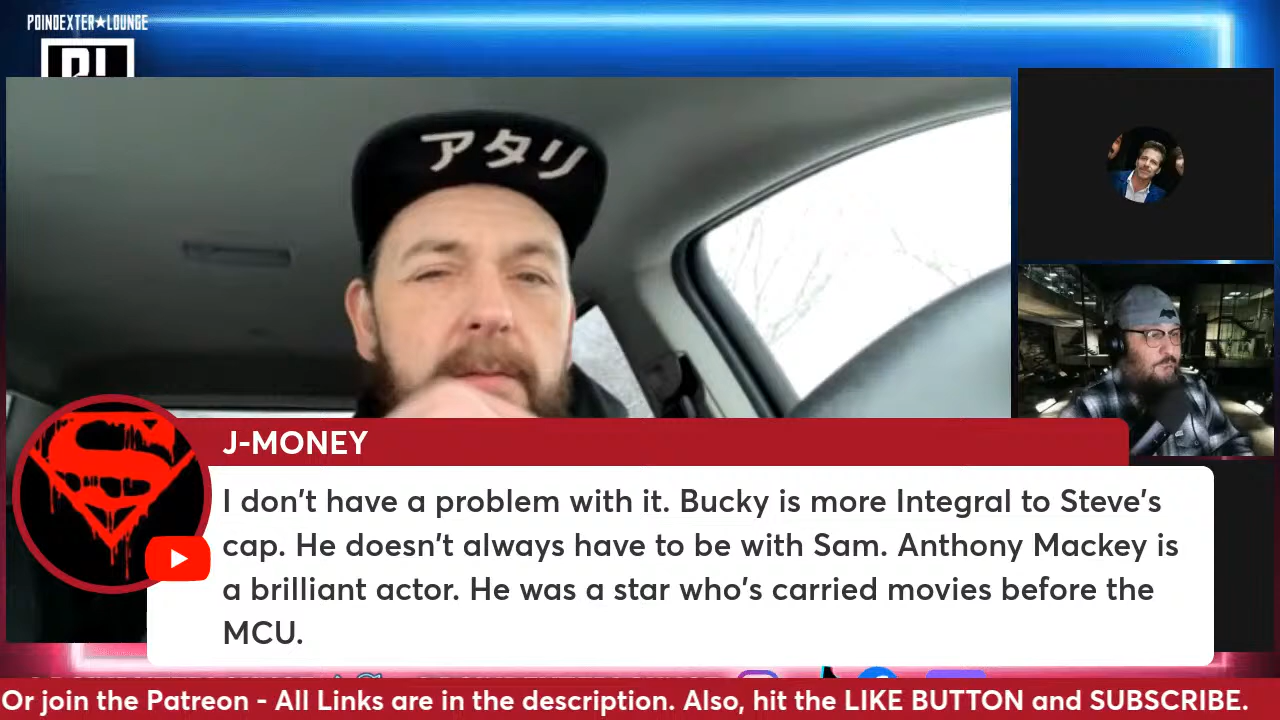 POINDEXTER★LOUNGE
PL
アタリ
J-MONEY
I don't have a problem with it. Bucky is more Integral to Steve's
cap. He doesn't always have to be with Sam. Anthony Mackey is
a brilliant actor. He was a star who's carried movies before the
MCU.
Or join the Patreon - All Links are in the description. Also, hit the LIKE BUTTON and SUBSCRIBE.